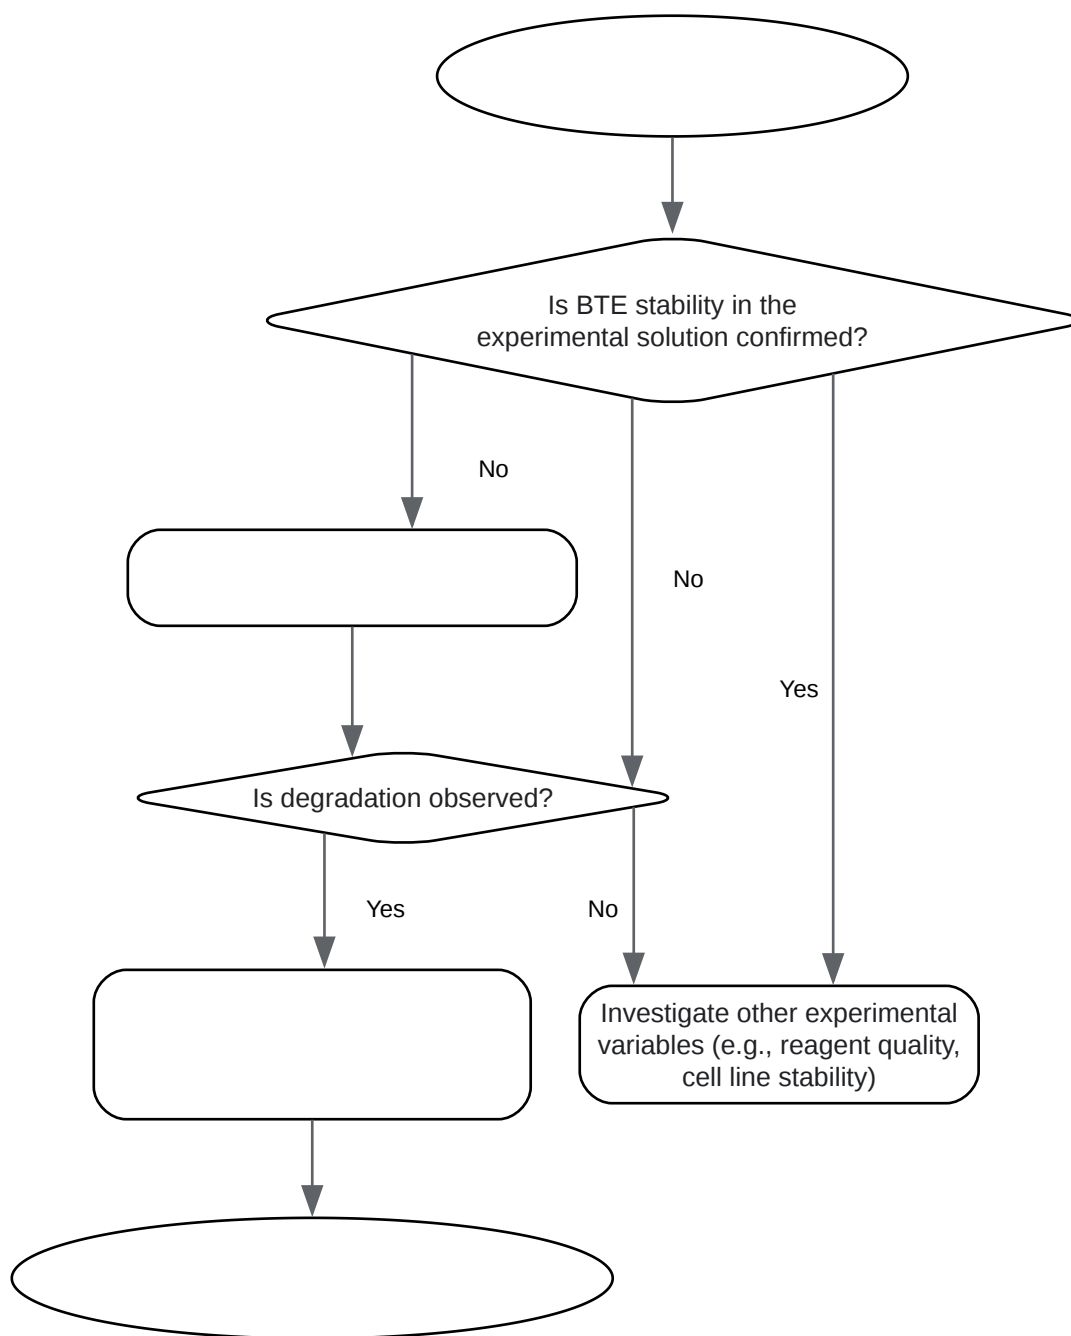 Is BTE stability in the
experimental solution confirmed?
No
No
Yes
Is degradation observed?
Yes
No
Investigate other experimental
variables (e.g., reagent quality,
cell line stability)